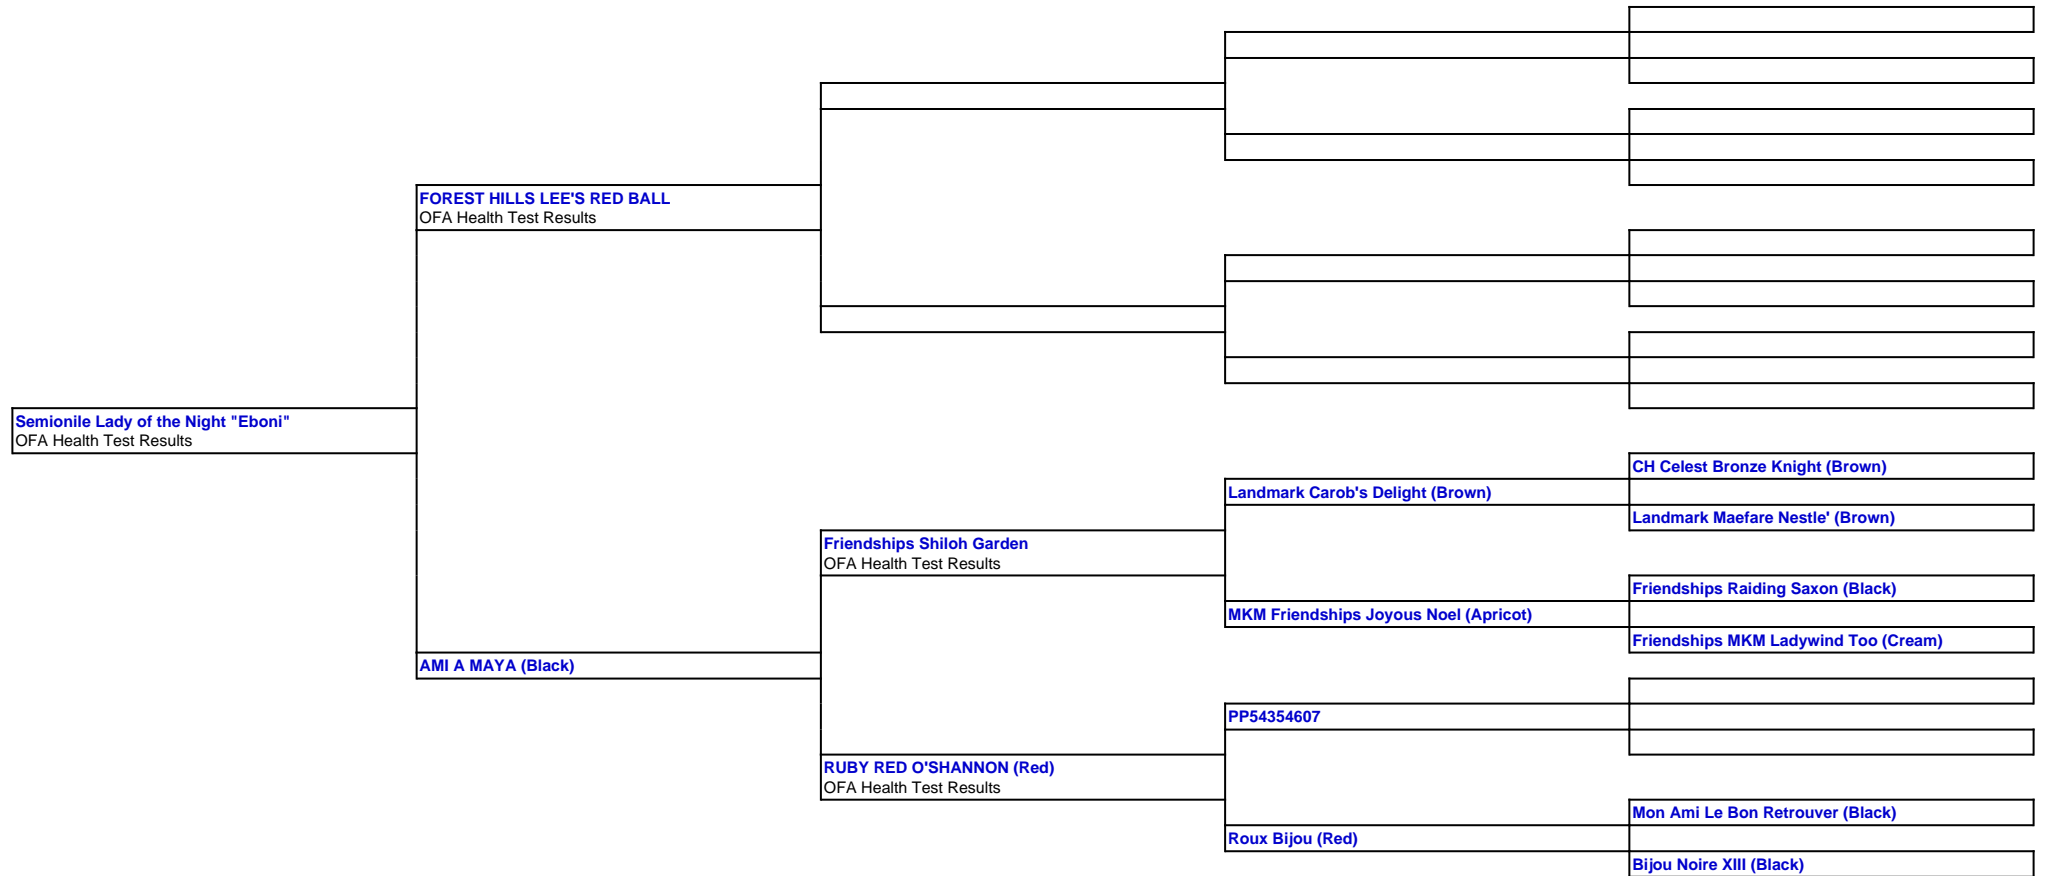 FOREST HILLS LEE'S RED BALL
OFA Health Test Results
Semionile Lady of the Night "Eboni"
OFA Health Test Results
CH Celest Bronze Knight (Brown)
Landmark Carob's Delight (Brown)
Landmark Maefare Nestle' (Brown)
Friendships Shiloh Garden
OFA Health Test Results
Friendships Raiding Saxon (Black)
MKM Friendships Joyous Noel (Apricot)
Friendships MKM Ladywind Too (Cream)
AMI A MAYA (Black)
PP54354607
RUBY RED O'SHANNON (Red)
OFA Health Test Results
Mon Ami Le Bon Retrouver (Black)
Roux Bijou (Red)
Bijou Noire XIII (Black)